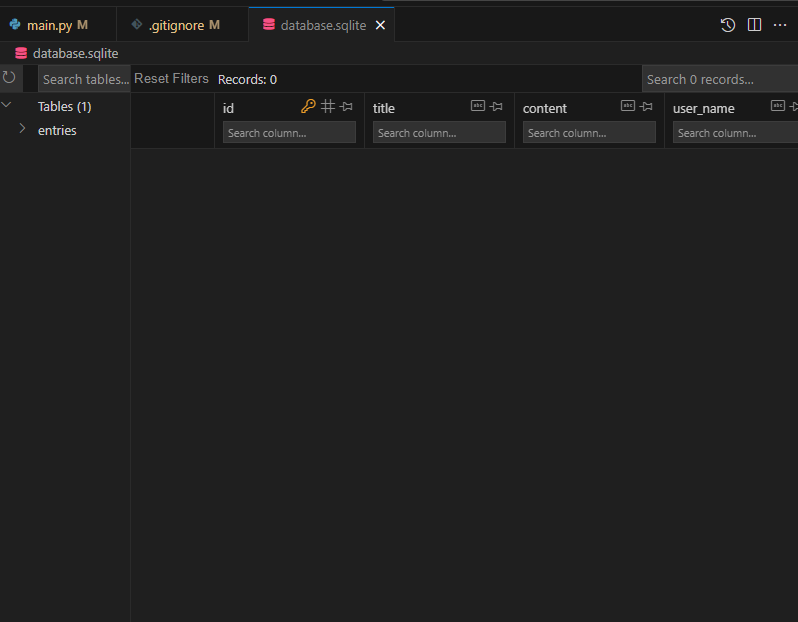 main.py M .gitignore M database.sqlite
database.sqlite
Search tables... Reset Filters Records: 0 Search 0 records...
Tables (1) id title content user_name
Search column... Search column... Search column... Search column...
entries